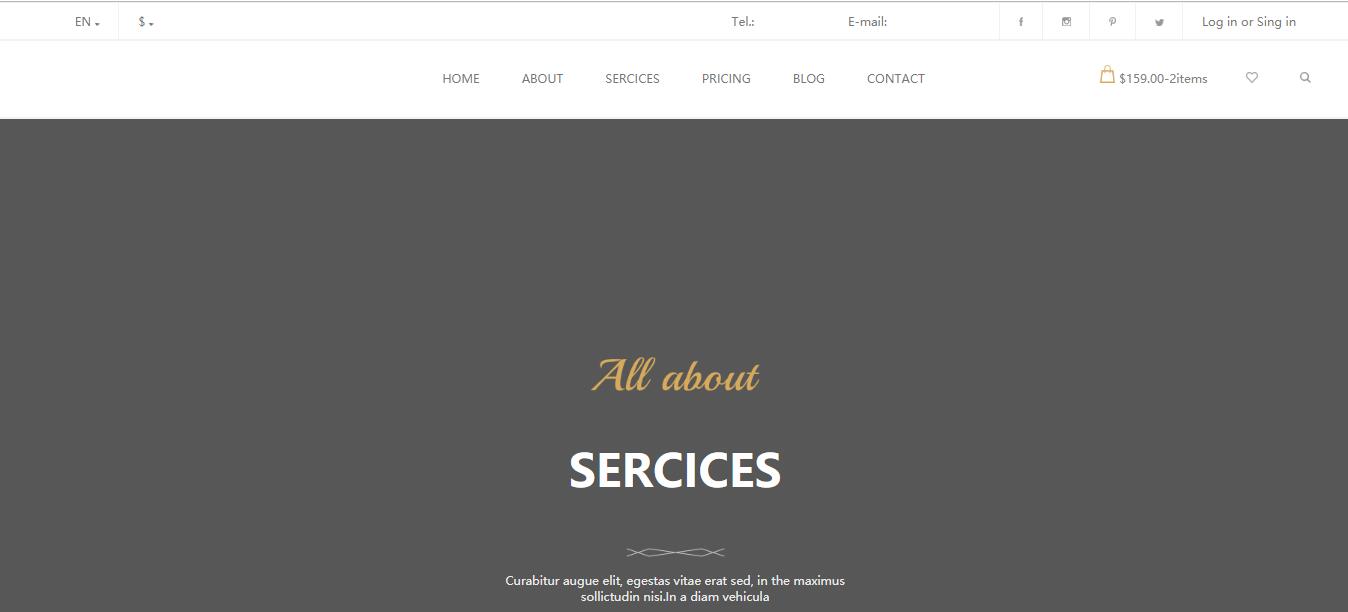 EN $ Tel.: E-mail: Log in or Sing in
HOME ABOUT SERCICES PRICING BLOG CONTACT $159.00-2items
All about
SERCICES
Curabitur augue elit, egestas vitae erat sed, in the maximus
sollictudin nisi.In a diam vehicula